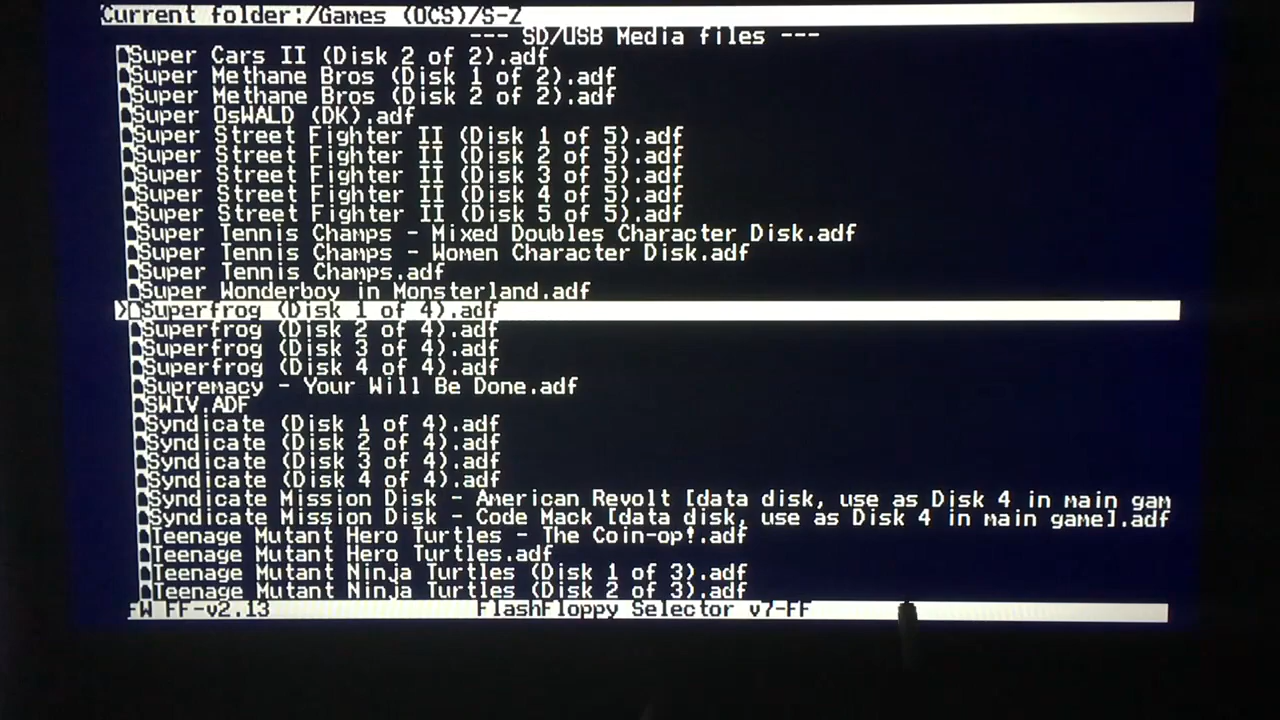 Current folder:/Games (OCS)/S-Z
--- SD/USB Media files ---
Super Cars II (Disk 2 of 2).adf
Super Methane Bros (Disk 1 of 2).adf
Super Methane Bros (Disk 2 of 2).adf
Super OsWALD (DK).adf
Super Street Fighter II (Disk 1 of 5).adf
Super Street Fighter II (Disk 2 of 5).adf
Super Street Fighter II (Disk 3 of 5).adf
Super Street Fighter II (Disk 4 of 5).adf
Super Street Fighter II (Disk 5 of 5).adf
Super Tennis Champs - Mixed Doubles Character Disk.adf
Super Tennis Champs - Women Character Disk.adf
Super Tennis Champs.adf
Super Wonderboy in Monsterland.adf
>Superfrog (Disk 1 of 4).adf
Superfrog (Disk 2 of 4).adf
Superfrog (Disk 3 of 4).adf
Superfrog (Disk 4 of 4).adf
Supremacy - Your Will Be Done.adf
SWIV.ADF
Syndicate (Disk 1 of 4).adf
Syndicate (Disk 2 of 4).adf
Syndicate (Disk 3 of 4).adf
Syndicate (Disk 4 of 4).adf
Syndicate Mission Disk - American Revolt [data disk, use as Disk 4 in main gam
Syndicate Mission Disk - Code Mack [data disk, use as Disk 4 in main game].adf
Teenage Mutant Hero Turtles - The Coin-op!.adf
Teenage Mutant Hero Turtles.adf
Teenage Mutant Ninja Turtles (Disk 1 of 3).adf
Teenage Mutant Ninja Turtles (Disk 2 of 3).adf
FW FF-v2.13 FlashFloppy Selector v7-FF